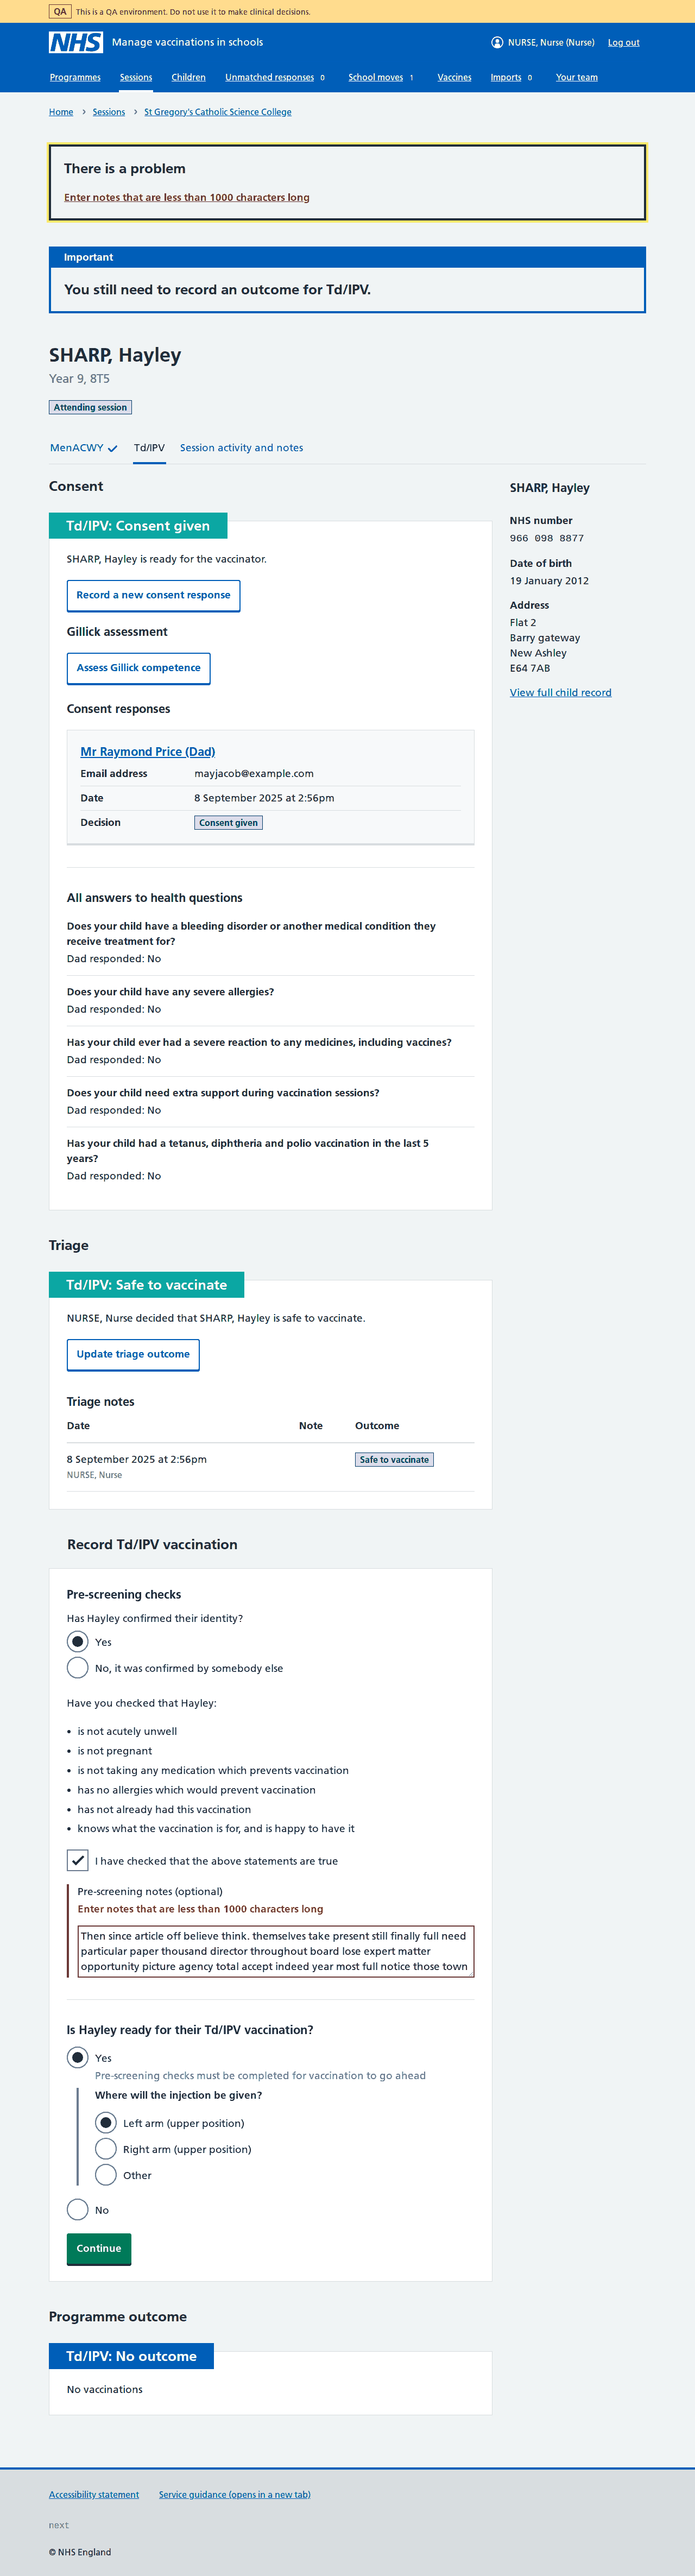 QA This is a QA environment. Do not use it to make clinical decisions.
NHS Manage vaccinations in schools NURSE, Nurse (Nurse) Log out
Programmes Sessions Children Unmatched responses 0 School moves 1 Vaccines Imports 0 Your team
Home Sessions St Gregory's Catholic Science College
There is a problem
Enter notes that are less than 1000 characters long
Important
You still need to record an outcome for Td/IPV.
SHARP, Hayley
Year 9, 8T5
Attending session
MenACWY Td/IPV Session activity and notes
Consent
Td/IPV: Consent given
SHARP, Hayley is ready for the vaccinator.
Record a new consent response
Gillick assessment
Assess Gillick competence
Consent responses
Mr Raymond Price (Dad)
Email address mayjacob@example.com
Date 8 September 2025 at 2:56pm
Decision Consent given
All answers to health questions
Does your child have a bleeding disorder or another medical condition they
receive treatment for?
Dad responded: No
Does your child have any severe allergies?
Dad responded: No
Has your child ever had a severe reaction to any medicines, including vaccines?
Dad responded: No
Does your child need extra support during vaccination sessions?
Dad responded: No
Has your child had a tetanus, diphtheria and polio vaccination in the last 5
years?
Dad responded: No
SHARP, Hayley
NHS number
966 098 8877
Date of birth
19 January 2012
Address
Flat 2
Barry gateway
New Ashley
E64 7AB
View full child record
Triage
Td/IPV: Safe to vaccinate
NURSE, Nurse decided that SHARP, Hayley is safe to vaccinate.
Update triage outcome
Triage notes
Date Note Outcome
8 September 2025 at 2:56pm Safe to vaccinate
NURSE, Nurse
Record Td/IPV vaccination
Pre-screening checks
Has Hayley confirmed their identity?
Yes
No, it was confirmed by somebody else
Have you checked that Hayley:
• is not acutely unwell
• is not pregnant
• is not taking any medication which prevents vaccination
• has no allergies which would prevent vaccination
• has not already had this vaccination
• knows what the vaccination is for, and is happy to have it
I have checked that the above statements are true
Pre-screening notes (optional)
Enter notes that are less than 1000 characters long
Then since article off believe think. themselves take present still finally full need
particular paper thousand director throughout board lose expert matter
opportunity picture agency total accept indeed year most full notice those town
Is Hayley ready for their Td/IPV vaccination?
Yes
Pre-screening checks must be completed for vaccination to go ahead
Where will the injection be given?
Left arm (upper position)
Right arm (upper position)
Other
No
Continue
Programme outcome
Td/IPV: No outcome
No vaccinations
Accessibility statement Service guidance (opens in a new tab)
next
© NHS England